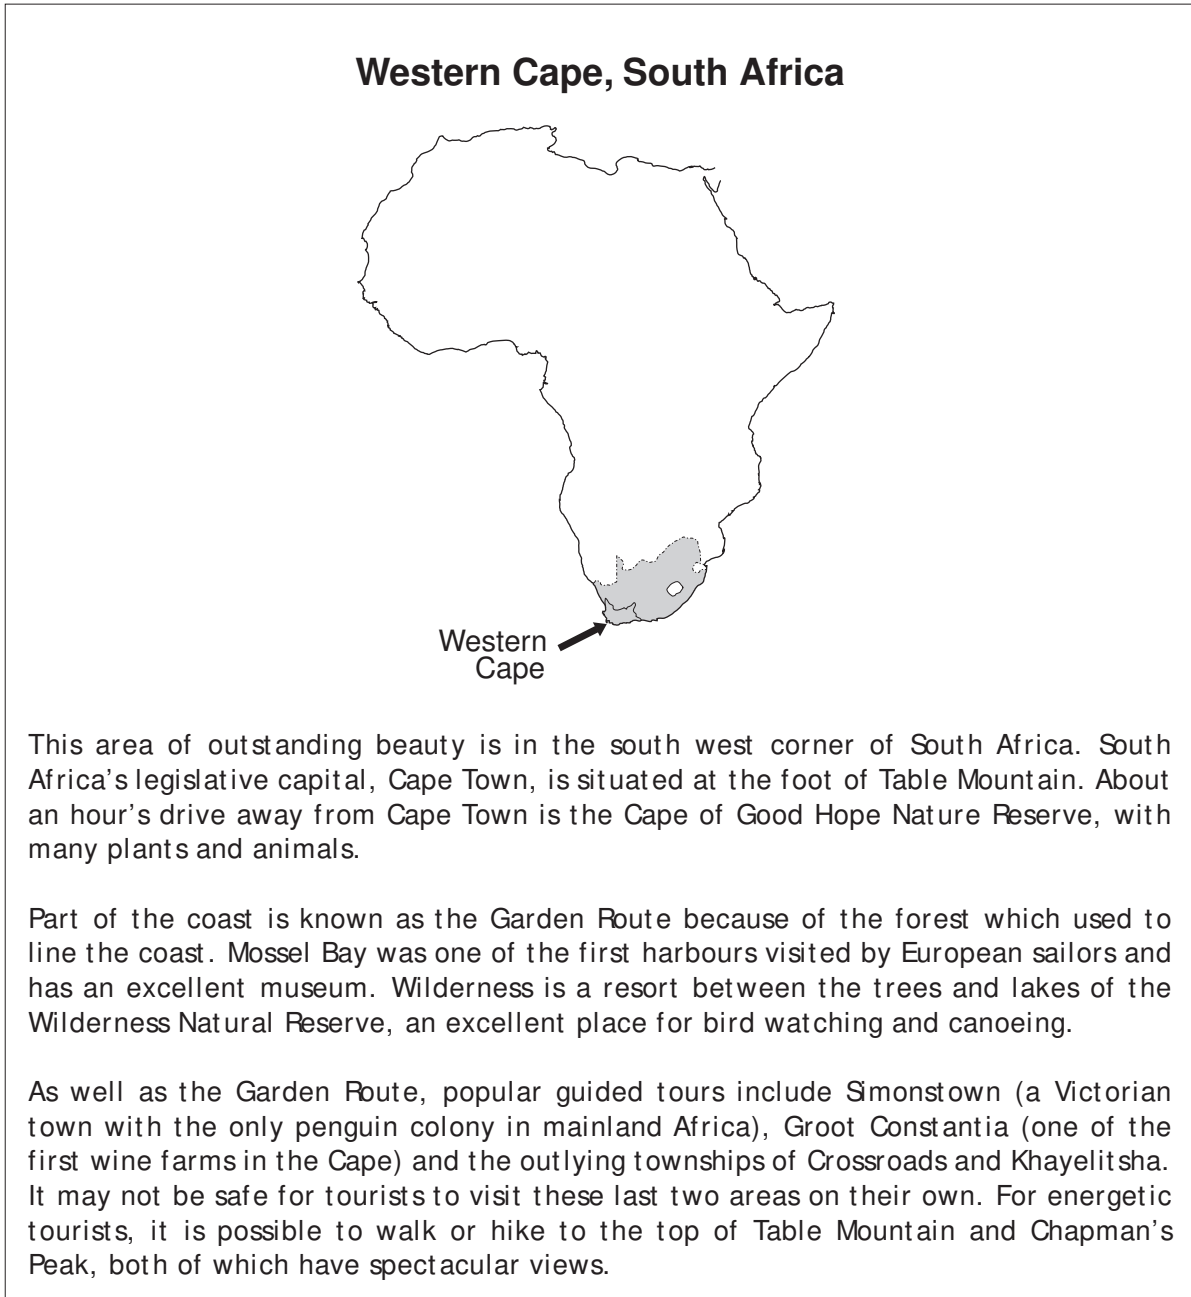 Western Cape, South Africa
Western
Cape
This area of outstanding beauty is in the south west corner of South Africa. South
Africa's legislative capital, Cape Town, is situated at the foot of Table Mountain. About
an hour's drive away from Cape Town is the Cape of Good Hope Nature Reserve, with
many plants and animals.
Part of the coast is known as the Garden Route because of the forest which used to
line the coast. Mossel Bay was one of the first harbours visited by European sailors and
has an excellent museum. Wilderness is a resort between the trees and lakes of the
Wilderness Natural Reserve, an excellent place for bird watching and canoeing.
As well as the Garden Route, popular guided tours include Simonstown (a Victorian
town with the only penguin colony in mainland Africa), Groot Constantia (one of the
first wine farms in the Cape) and the outlying townships of Crossroads and Khayelitsha.
It may not be safe for tourists to visit these last two areas on their own. For energetic
tourists, it is possible to walk or hike to the top of Table Mountain and Chapman's
Peak, both of which have spectacular views.